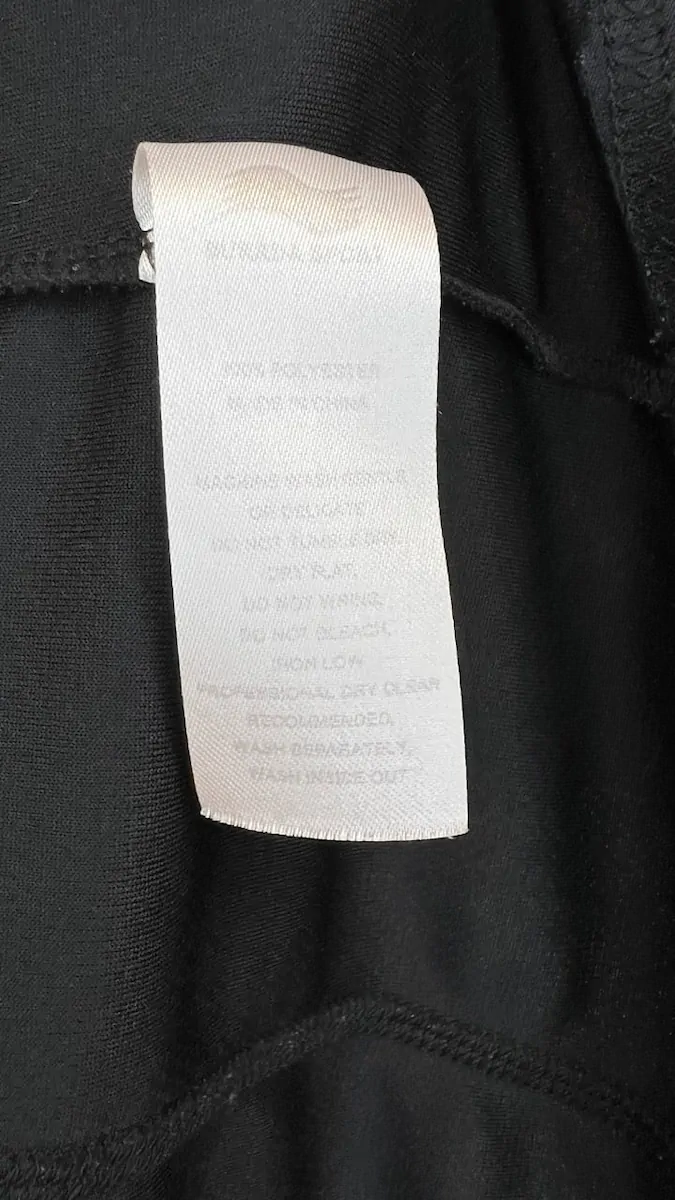 SPORT
100% POLYESTER
MADE IN CHINA
MACHINE WASH GENTLE
OR DELICATE
DO NOT TUMBLE DRY.
DRY FLAT.
DO NOT WRING.
DO NOT BLEACH.
IRON LOW
PROFESSIONAL DRY CLEAN
RECOMMENDED.
WASH SEPARATELY,
WASH INSIDE OUT